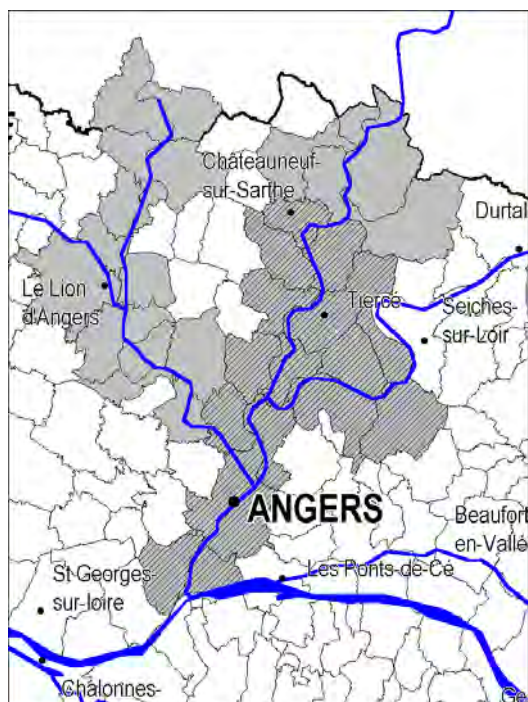 Châteauneuf-
sur-Sarthe
Durtal
Le Lion
d'Angers
Tiercé
Seiches-
sur-Loir
ANGERS
Beaufort
en-Vallé
St Georges-
sur-loire
Les Ponts-de-Cé
Chalonnes-
Ge